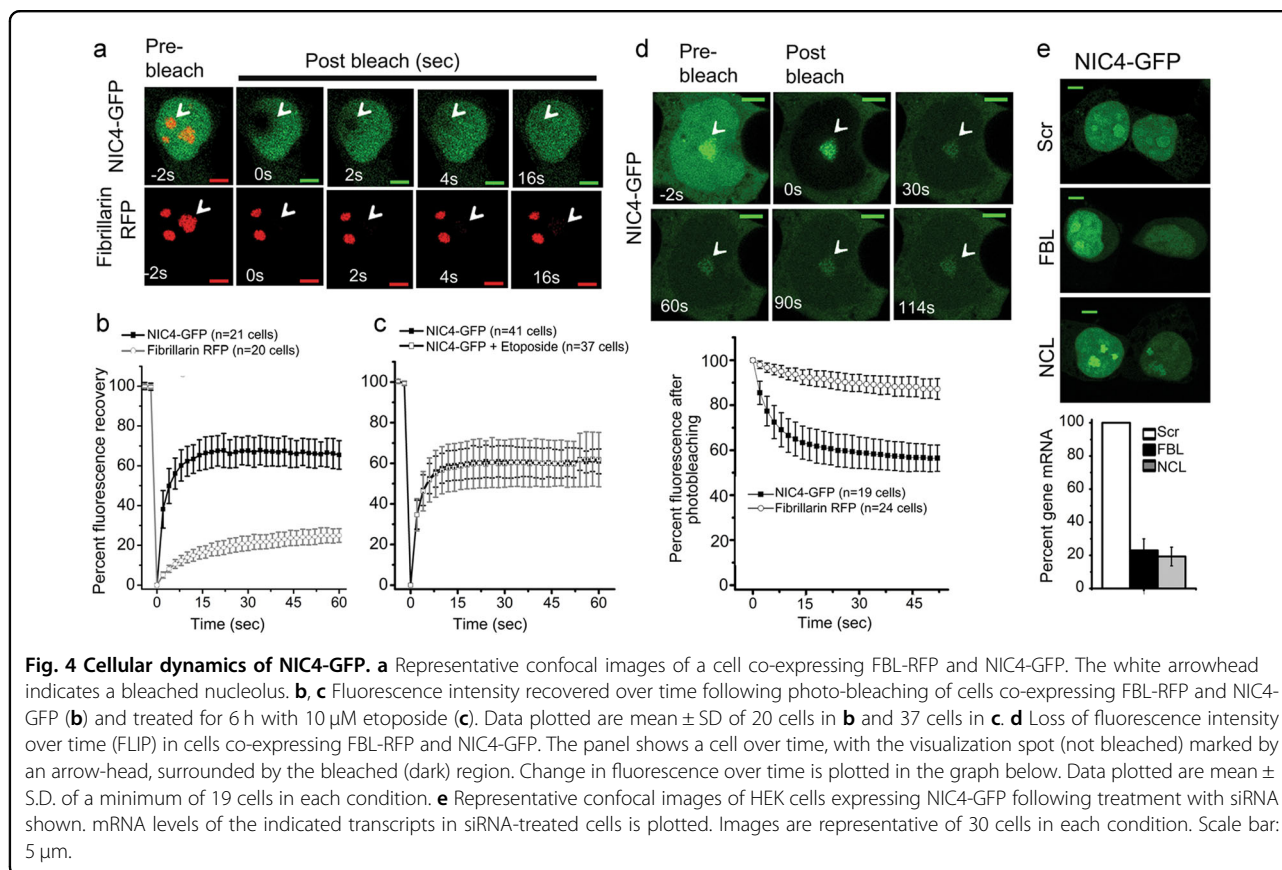 a
Pre-
bleach
Post bleach (sec)
NIC4-GFP
-2s
0s
2s
4s
16s
Fibrillarin
RFP
-2s
0s
2s
4s
16s
b
NIC4-GFP (n=21 cells)
Fibrillarin RFP (n=20 cells)
Percent fluorescence recovery
100
80
60
40
20
0
0 15 30 45 60
Time (sec)
c
NIC4-GFP (n=41 cells)
NIC4-GFP + Etoposide (n=37 cells)
100
80
60
40
20
0
0 15 30 45 60
Time (sec)
d
Pre-
bleach
Post
bleach
NIC4-GFP
-2s
0s
30s
60s
90s
114s
Percent fluorescence after
photobleaching
100
80
60
40
20
0
NIC4-GFP (n=19 cells)
Fibrillarin RFP (n=24 cells)
0 15 30 45
Time (sec)
e
NIC4-GFP
Scr
FBL
NCL
Percent gene mRNA
100
80
60
40
20
0
Scr
FBL
NCL
Fig. 4 Cellular dynamics of NIC4-GFP. a Representative confocal images of a cell co-expressing FBL-RFP and NIC4-GFP. The white arrowhead
indicates a bleached nucleolus. b, c Fluorescence intensity recovered over time following photo-bleaching of cells co-expressing FBL-RFP and NIC4-
GFP (b) and treated for 6 h with 10 µM etoposide (c). Data plotted are mean ± SD of 20 cells in b and 37 cells in c. d Loss of fluorescence intensity
over time (FLIP) in cells co-expressing FBL-RFP and NIC4-GFP. The panel shows a cell over time, with the visualization spot (not bleached) marked by
an arrow-head, surrounded by the bleached (dark) region. Change in fluorescence over time is plotted in the graph below. Data plotted are mean ±
S.D. of a minimum of 19 cells in each condition. e Representative confocal images of HEK cells expressing NIC4-GFP following treatment with siRNA
shown. mRNA levels of the indicated transcripts in siRNA-treated cells is plotted. Images are representative of 30 cells in each condition. Scale bar:
5 µm.